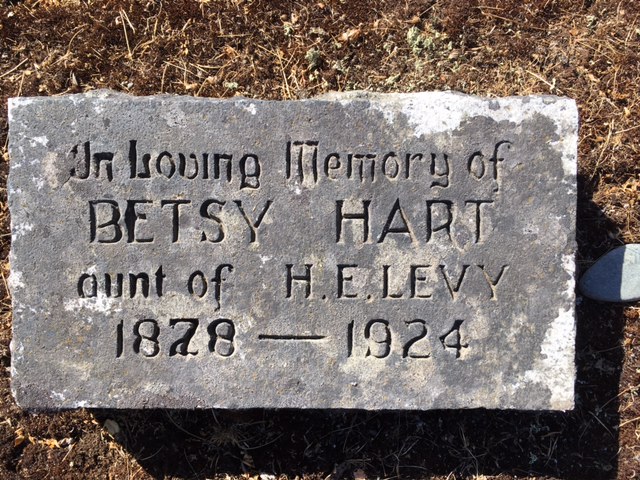 In Loving Memory of
BETSY HART
aunt of H.E. LEVY
1828 — 1924